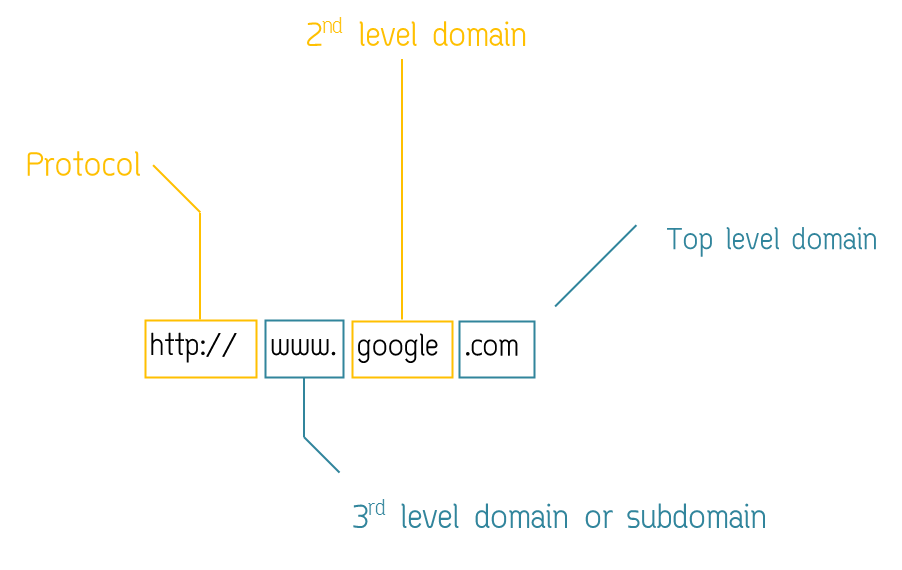 2nd level domain
Protocol
Top level domain
http:// www. google .com
3rd level domain or subdomain